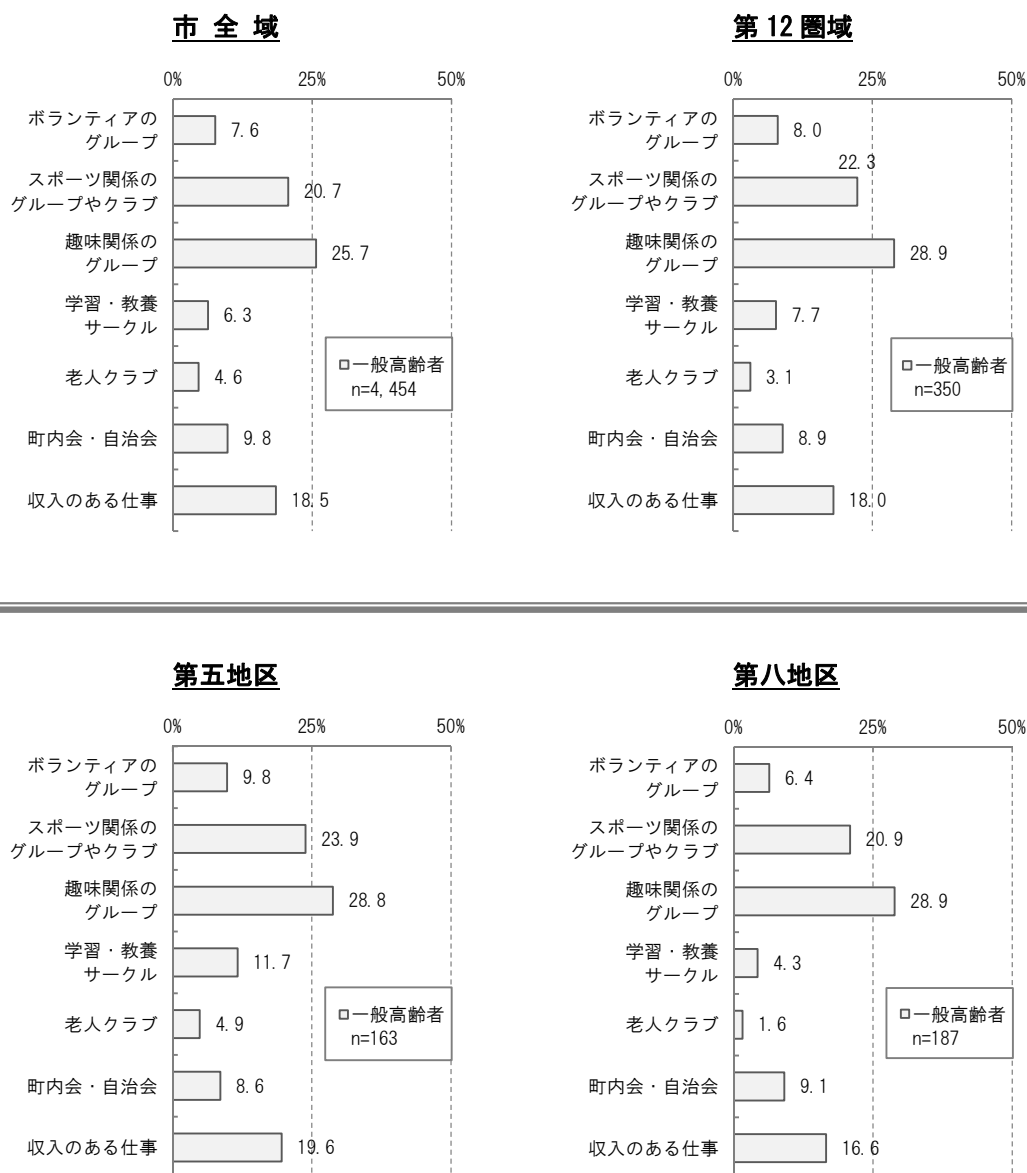 市 全 域
0% 25% 50%
ボランティアの
グループ
7.6
スポーツ関係の
グループやクラブ
20.7
趣味関係の
グループ
25.7
学習・教養
サークル
6.3
老人クラブ
4.6
町内会・自治会
9.8
収入のある仕事
18.5
一般高齢者
n=4,454
第 12 圏域
0% 25% 50%
ボランティアの
グループ
8.0
スポーツ関係の
グループやクラブ
22.3
趣味関係の
グループ
28.9
学習・教養
サークル
7.7
老人クラブ
3.1
町内会・自治会
8.9
収入のある仕事
18.0
一般高齢者
n=350
第五地区
0% 25% 50%
ボランティアの
グループ
9.8
スポーツ関係の
グループやクラブ
23.9
趣味関係の
グループ
28.8
学習・教養
サークル
11.7
老人クラブ
4.9
町内会・自治会
8.6
収入のある仕事
19.6
一般高齢者
n=163
第八地区
0% 25% 50%
ボランティアの
グループ
6.4
スポーツ関係の
グループやクラブ
20.9
趣味関係の
グループ
28.9
学習・教養
サークル
4.3
老人クラブ
1.6
町内会・自治会
9.1
収入のある仕事
16.6
一般高齢者
n=187